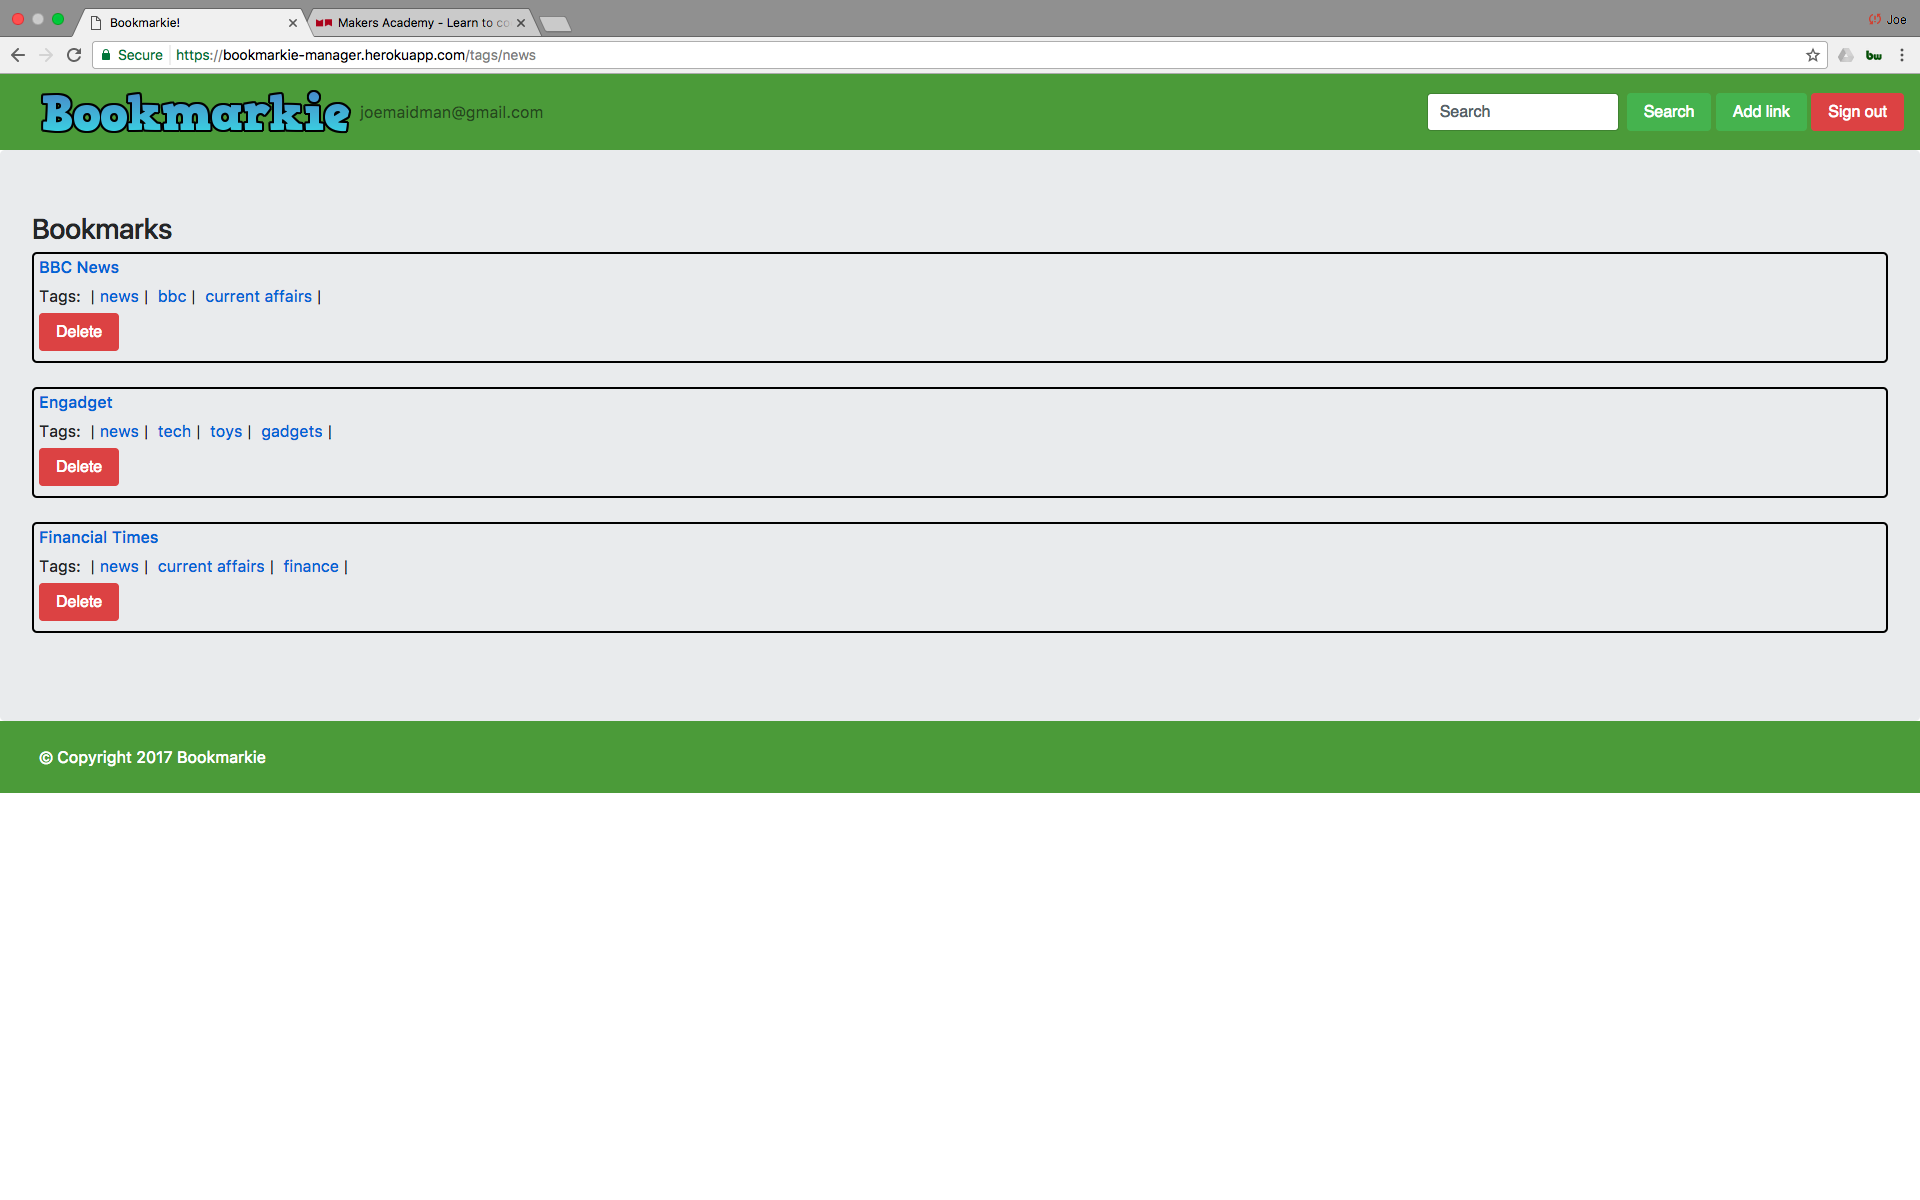 Bookmarkie!
Makers Academy - Learn to co
Joe
Secure
https://bookmarkie-manager.herokuapp.com/tags/news
bw
Bookmarkie
joemaidman@gmail.com
Search
Search
Add link
Sign out
Bookmarks
BBC News
Tags: | news | bbc | current affairs |
Delete
Engadget
Tags: | news | tech | toys | gadgets |
Delete
Financial Times
Tags: | news | current affairs | finance |
Delete
© Copyright 2017 Bookmarkie